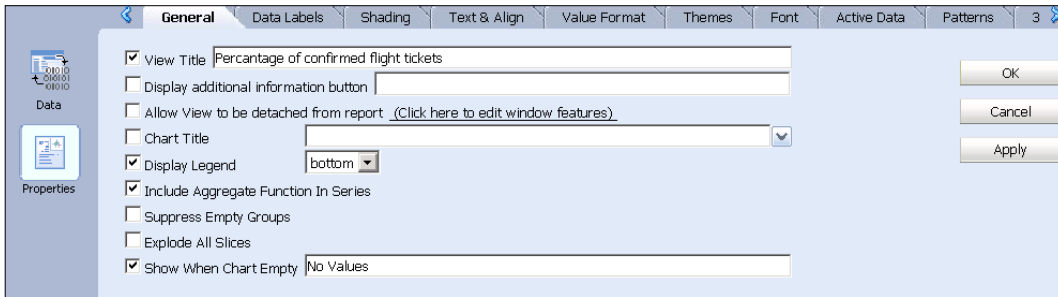 General Data Labels Shading Text & Align Value Format Themes Font Active Data Patterns 3
View Title Percantage of confirmed flight tickets
Display additional information button
Allow View to be detached from report (Click here to edit window features)
Chart Title
Display Legend bottom
Include Aggregate Function In Series
Suppress Empty Groups
Explode All Slices
Show When Chart Empty No Values
01010
01010
01010
Data
Properties
OK
Cancel
Apply